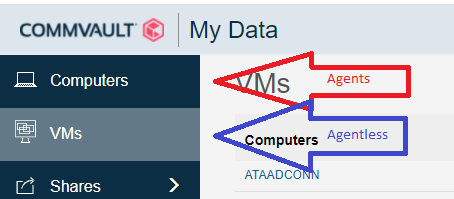 COMMVAULT My Data
Computers
VMs
Agents
VMs
Computers
Agentless
Shares
ATAADCONN